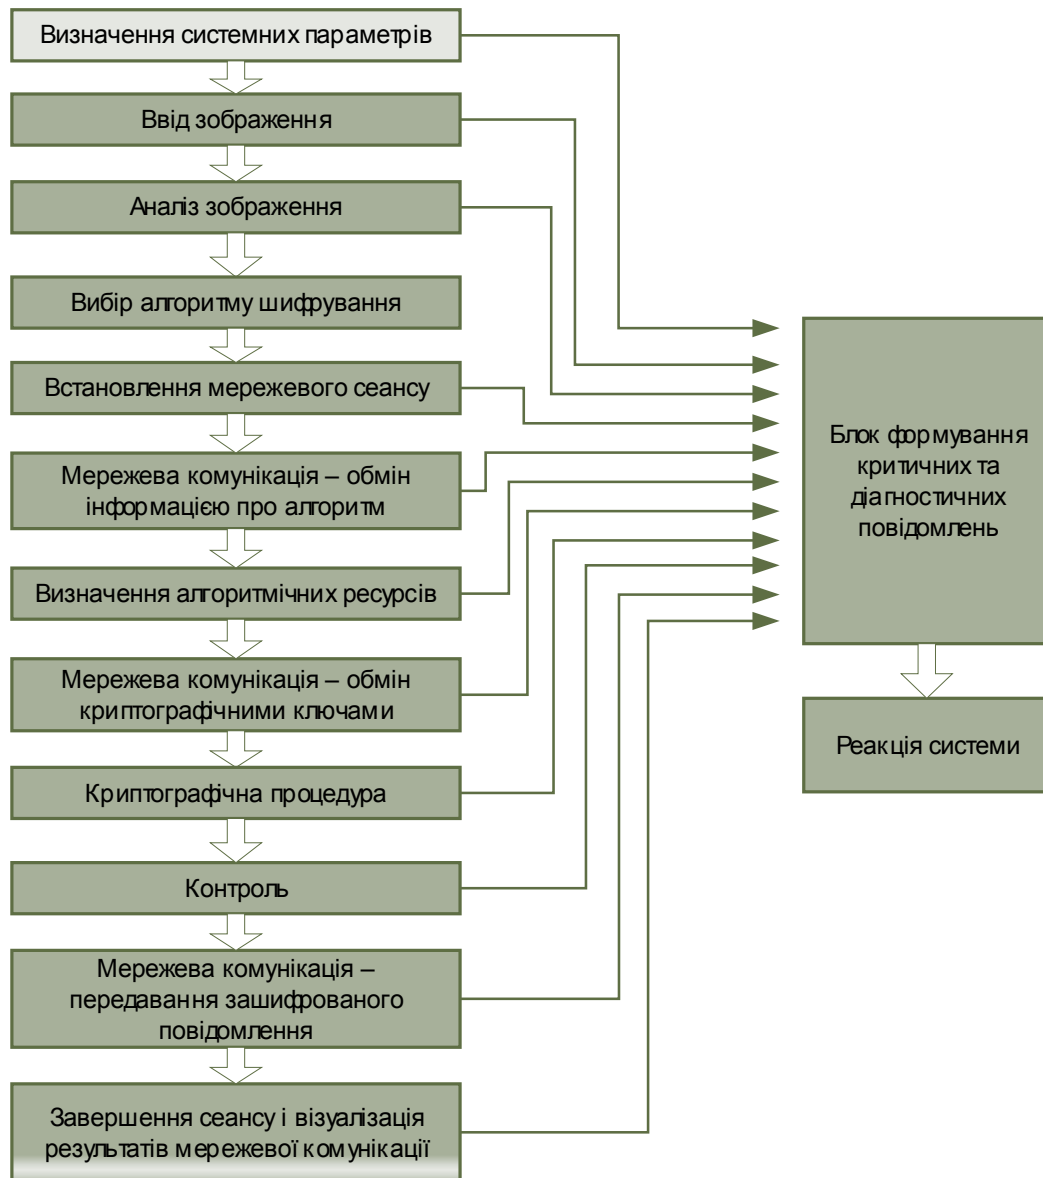 Визначення системних параметрів
Ввід зображення
Аналіз зображення
Вибір алгоритму шифрування
Встановлення мережевого сеансу
Мережева комунікація – обмін
інформацією про алгоритм
Визначення алгоритмічних ресурсів
Мережева комунікація – обмін
криптографічними ключами
Криптографічна процедура
Контроль
Мережева комунікація –
передавання зашифрованого
повідомлення
Завершення сеансу і візуалізація
результатів мережевої комунікації
Блок формування
критичних та
діагностичних
повідомлень
Реакція системи